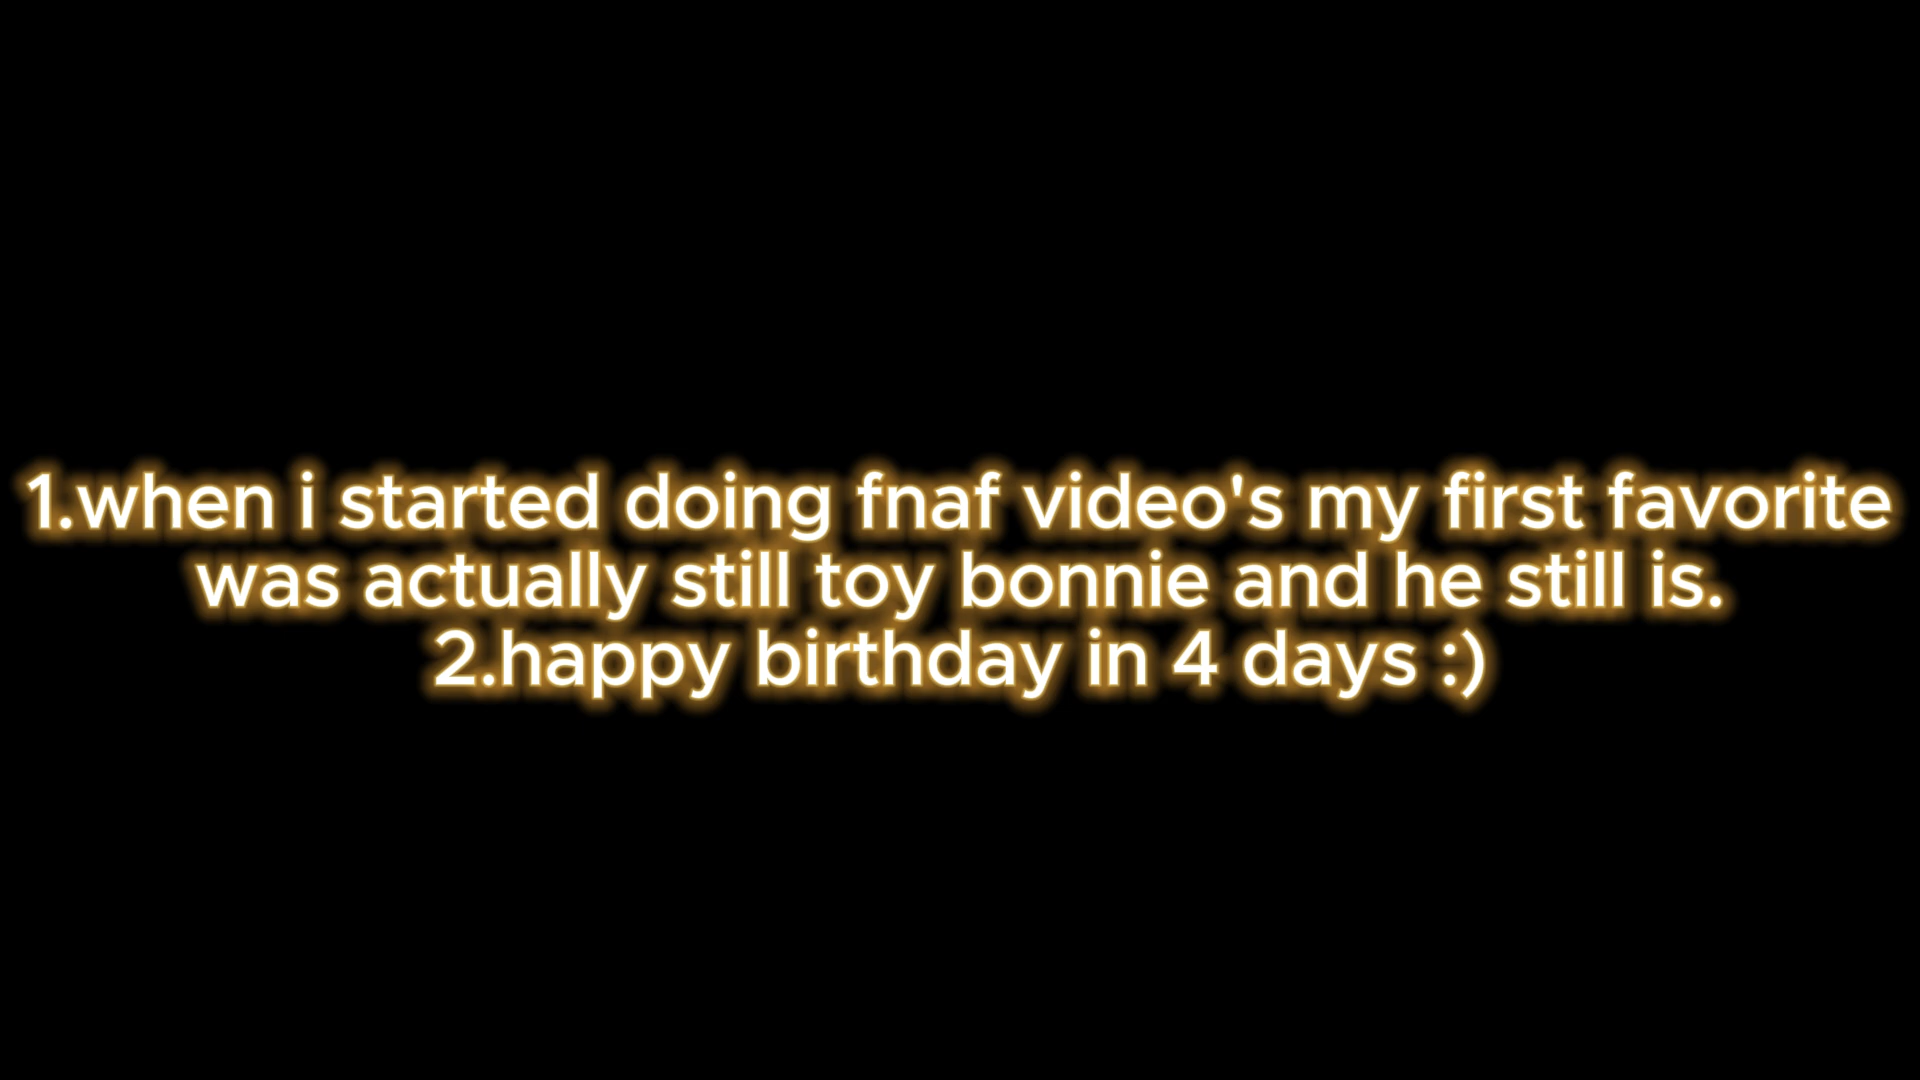 1.when i started doing fnaf video's my first favorite
was actually still toy bonnie and he still is.
2.happy birthday in 4 days :)